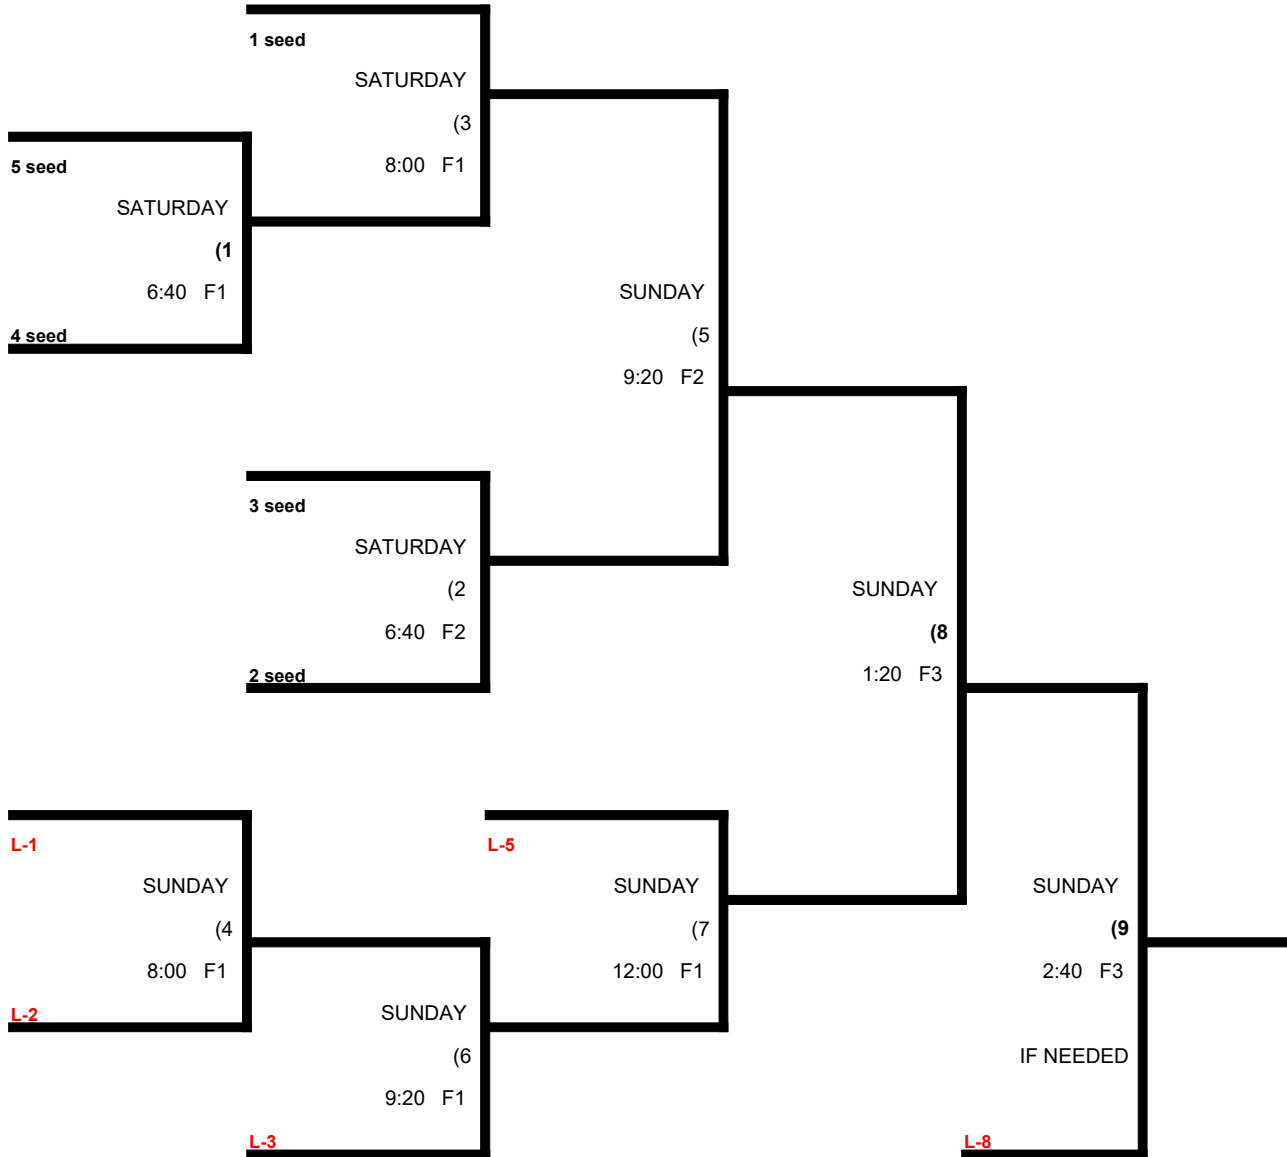 1 seed
SATURDAY
(3
8:00 F1
5 seed
SATURDAY
(1
6:40 F1
4 seed
SUNDAY
(5
9:20 F2
3 seed
SATURDAY
(2
6:40 F2
2 seed
SUNDAY
(8
1:20 F3
L-1
SUNDAY
(4
8:00 F1
L-2
L-5
SUNDAY
(7
12:00 F1
SUNDAY
(6
9:20 F1
L-3
SUNDAY
(9
2:40 F3
IF NEEDED
L-8